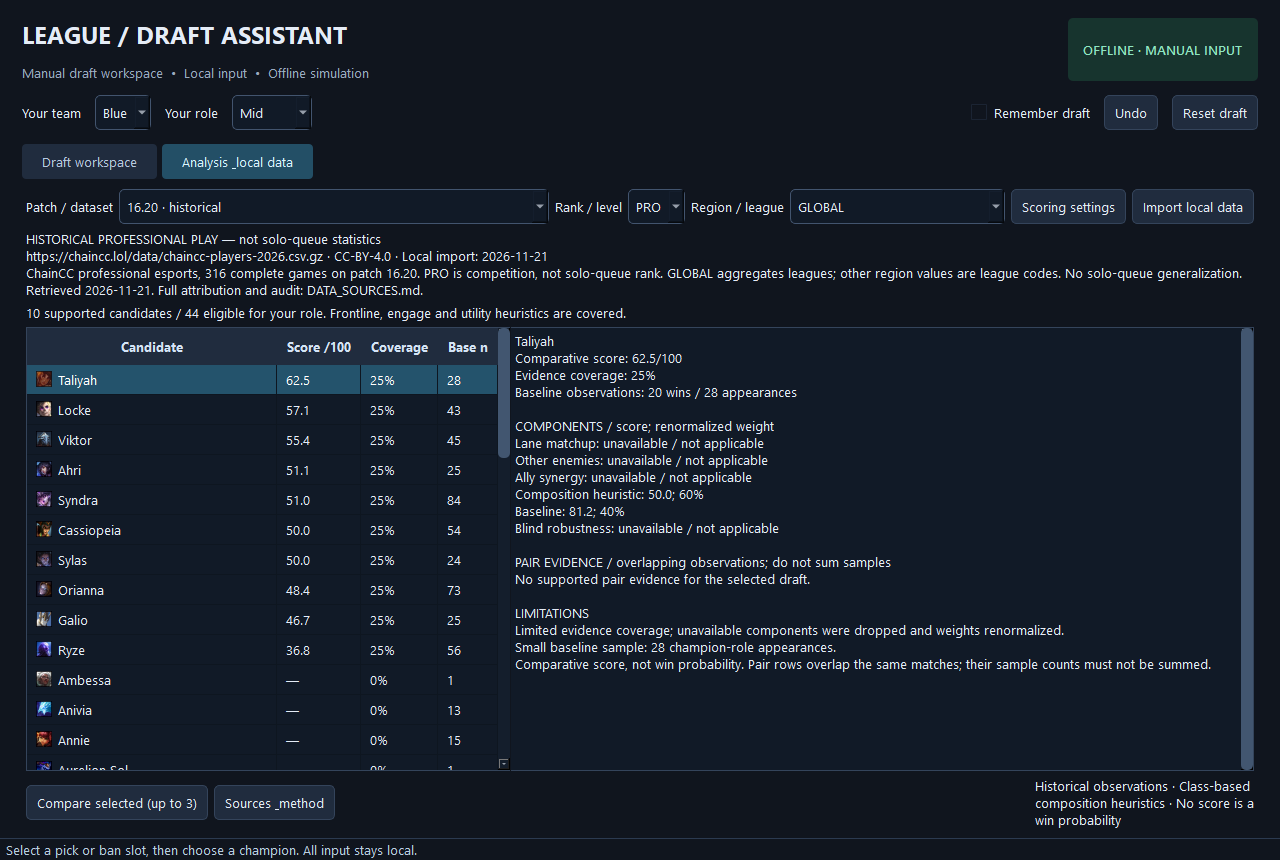 LEAGUE / DRAFT ASSISTANT
OFFLINE · MANUAL INPUT
Manual draft workspace • Local input • Offline simulation
Your team Blue Your role Mid Remember draft Undo Reset draft
Draft workspace Analysis _local data
Patch / dataset 16.20 · historical Rank / level PRO Region / league GLOBAL Scoring settings Import local data
HISTORICAL PROFESSIONAL PLAY — not solo-queue statistics
https://chaincc.lol/data/chaincc-players-2026.csv.gz · CC-BY-4.0 · Local import: 2026-11-21
ChainCC professional esports, 316 complete games on patch 16.20. PRO is competition, not solo-queue rank. GLOBAL aggregates leagues; other region values are league codes. No solo-queue generalization.
Retrieved 2026-11-21. Full attribution and audit: DATA_SOURCES.md.
10 supported candidates / 44 eligible for your role. Frontline, engage and utility heuristics are covered.
Candidate Score /100 Coverage Base n
Taliyah 62.5 25% 28
Locke 57.1 25% 43
Viktor 55.4 25% 45
Ahri 51.1 25% 25
Syndra 51.0 25% 84
Cassiopeia 50.0 25% 54
Sylas 50.0 25% 24
Orianna 48.4 25% 73
Galio 46.7 25% 25
Ryze 36.8 25% 56
Ambessa — 0% 1
Anivia — 0% 13
Annie — 0% 15
Aurelion Sol — 0% 1
Taliyah
Comparative score: 62.5/100
Evidence coverage: 25%
Baseline observations: 20 wins / 28 appearances
COMPONENTS / score; renormalized weight
Lane matchup: unavailable / not applicable
Other enemies: unavailable / not applicable
Ally synergy: unavailable / not applicable
Composition heuristic: 50.0; 60%
Baseline: 81.2; 40%
Blind robustness: unavailable / not applicable
PAIR EVIDENCE / overlapping observations; do not sum samples
No supported pair evidence for the selected draft.
LIMITATIONS
Limited evidence coverage; unavailable components were dropped and weights renormalized.
Small baseline sample: 28 champion-role appearances.
Comparative score, not win probability. Pair rows overlap the same matches; their sample counts must not be summed.
Compare selected (up to 3) Sources _method
Historical observations · Class-based
composition heuristics · No score is a
win probability
Select a pick or ban slot, then choose a champion. All input stays local.